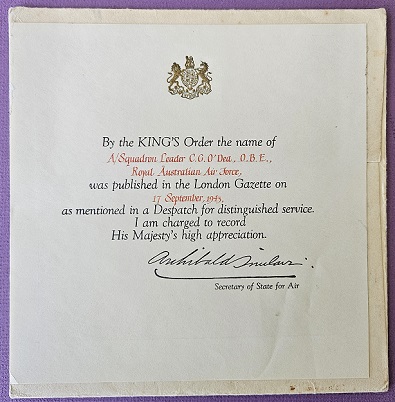 By the KING'S Order the name of
A/Squadron Leader C.G. O'Dea, O.B.E.,
Royal Australian Air Force,
was published in the London Gazette on
17 September, 1943,
as mentioned in a Despatch for distinguished service.
I am charged to record
His Majesty's high appreciation.
Archibald Sinclair
Secretary of State for Air